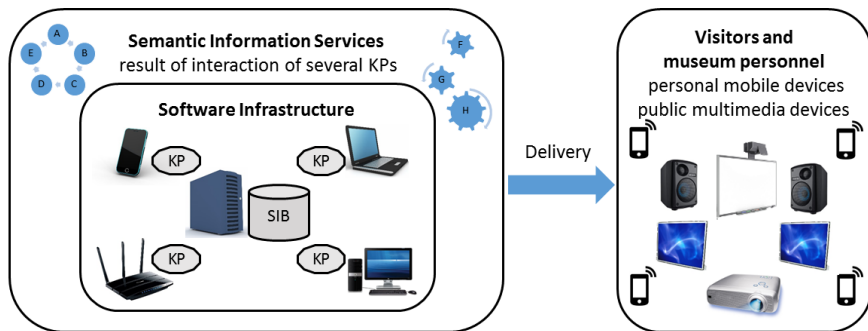 A
B
C
D
E
Semantic Information Services
result of interaction of several KPs
F
G
H
Software Infrastructure
KP
KP
SIB
KP
KP
Delivery
Visitors and
museum personnel
personal mobile devices
public multimedia devices